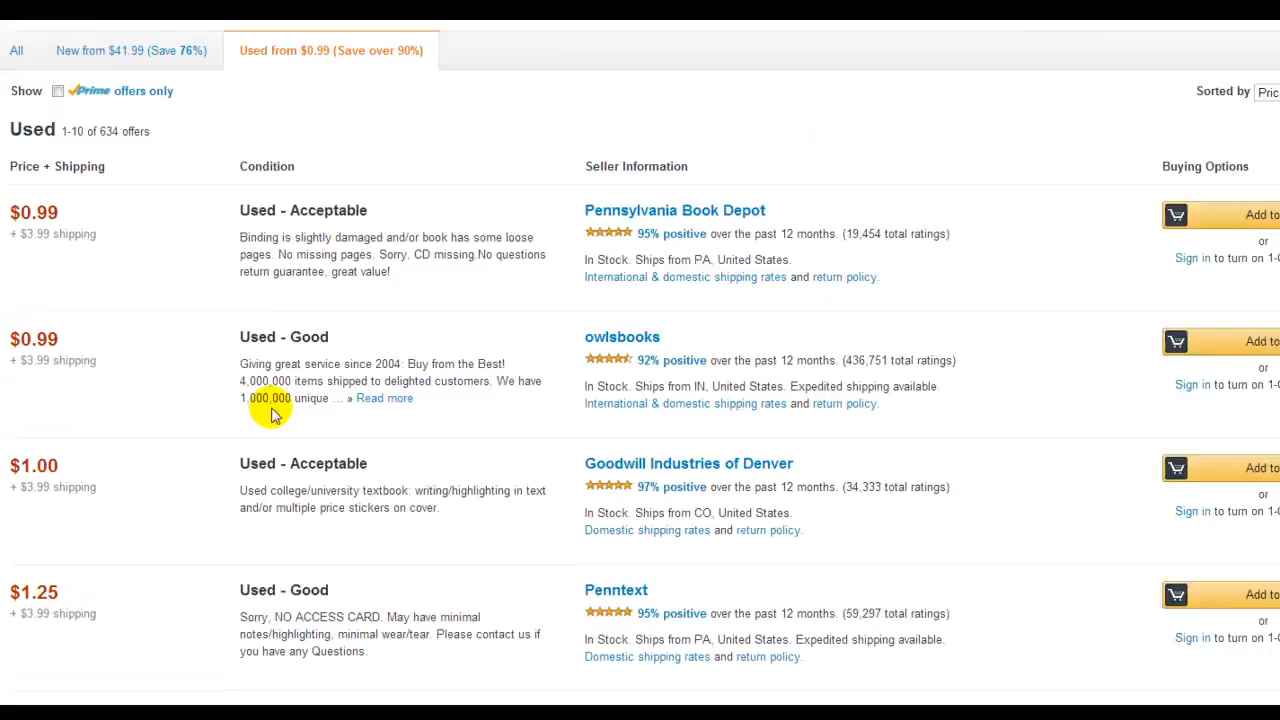 All New from $41.99 (Save 76%) Used from $0.99 (Save over 90%)
Show Prime offers only Sorted by
Used 1-10 of 634 offers
Price + Shipping Condition Seller Information Buying Options
$0.99 Used - Acceptable Pennsylvania Book Depot Add to
+ $3.99 shipping Binding is slightly damaged and/or book has some loose 95% positive over the past 12 months. (19,454 total ratings) or
pages. No missing pages. Sorry, CD missing.No questions In Stock. Ships from PA, United States. Sign in to turn on 1-
return guarantee, great value! International & domestic shipping rates and return policy.
$0.99 Used - Good owlsbooks Add to
+ $3.99 shipping Giving great service since 2004: Buy from the Best! 92% positive over the past 12 months. (436,751 total ratings) or
4,000,000 items shipped to delighted customers. We have In Stock. Ships from IN, United States. Expedited shipping available. Sign in to turn on 1-
1,000,000 unique ... » Read more International & domestic shipping rates and return policy.
$1.00 Used - Acceptable Goodwill Industries of Denver Add to
+ $3.99 shipping Used college/university textbook: writing/highlighting in text 97% positive over the past 12 months. (34,333 total ratings) or
and/or multiple price stickers on cover. In Stock. Ships from CO, United States. Sign in to turn on 1-
Domestic shipping rates and return policy.
$1.25 Used - Good Penntext Add to
+ $3.99 shipping Sorry, NO ACCESS CARD. May have minimal 95% positive over the past 12 months. (59,297 total ratings) or
notes/highlighting, minimal wear/tear. Please contact us if In Stock. Ships from PA, United States. Expedited shipping available. Sign in to turn on 1-
you have any Questions. Domestic shipping rates and return policy.